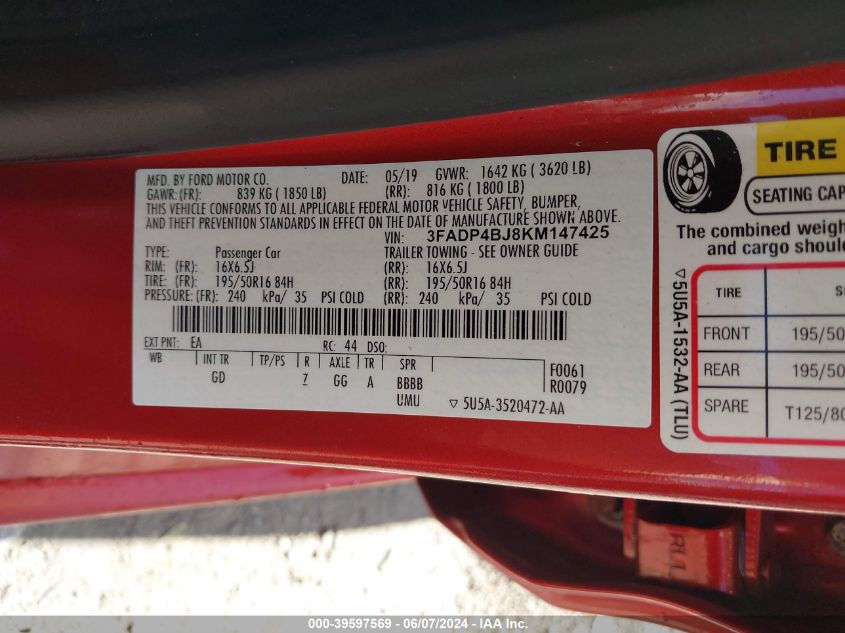 MFD. BY FORD MOTOR CO. DATE: 05/19 GVWR: 1642 KG ( 3620 LB)
GAWR: (FR): 839 KG ( 1850 LB) (RR): 816 KG ( 1800 LB)
THIS VEHICLE CONFORMS TO ALL APPLICABLE FEDERAL MOTOR VEHICLE SAFETY, BUMPER,
AND THEFT PREVENTION STANDARDS IN EFFECT ON THE DATE OF MANUFACTURE SHOWN ABOVE.
VIN: 3FADP4BJ8KM147425
TYPE: Passenger Car TRAILER TOWING - SEE OWNER GUIDE
RIM: (FR): 16X6.5J (RR): 16X6.5J
TIRE: (FR): 195/50R16 84H (RR): 195/50R16 84H
PRESSURE: (FR): 240 kPa/ 35 PSI COLD (RR): 240 kPa/ 35 PSI COLD
EXT PNT: EA RC: 44 DSO:
WB INT TR TP/PS R AXLE TR SPR F0061
GD 7 GG A BBBB R0079
UMU ▽ 5U5A-3520472-AA
TIRE
SEATING CAP
The combined weigh
and cargo shoul
TIRE S
FRONT 195/50
REAR 195/50
SPARE T125/80
▽ 5U5A-1532-AA (TLU)
000-39597569 - 06/07/2024 - IAA Inc.